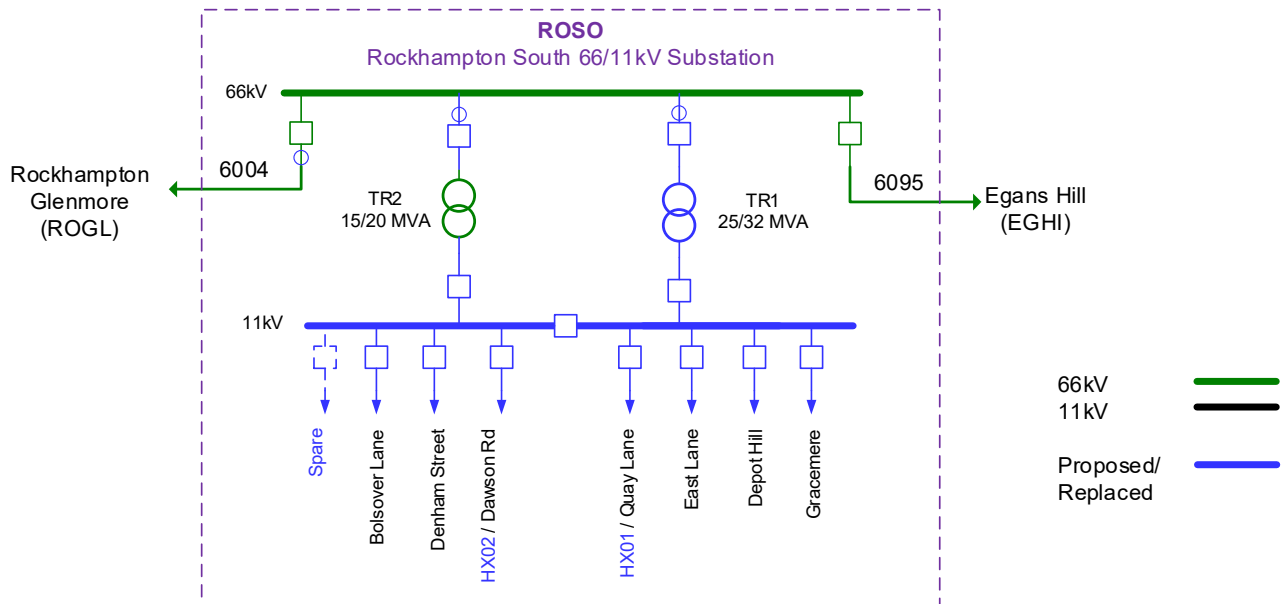 ROSO
Rockhampton South 66/11kV Substation
66kV
6004
Rockhampton
Glenmore
(ROGL)
TR2
15/20 MVA
TR1
25/32 MVA
6095
Egans Hill
(EGHI)
11kV
Spare
Bolsover Lane
Denham Street
HX02 / Dawson Rd
HX01 / Quay Lane
East Lane
Depot Hill
Gracemere
66kV
11kV
Proposed/
Replaced